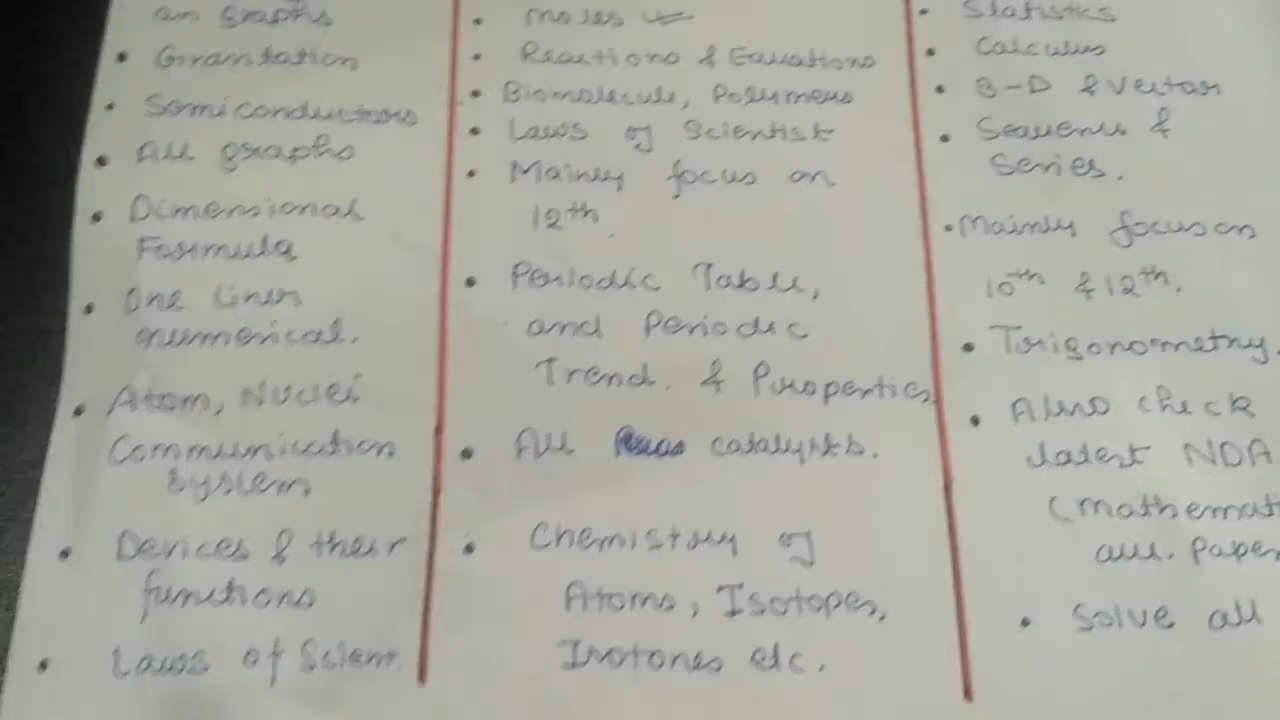 on graphs
• Gravitation
• Semiconductors
• All graphs
• Dimensional
Formula
• One Liner
numerical.
• Atom, Nuclei
Communication
System
• Devices & their
functions
• Laws of Scient.
• Moles
• Reactions & Equations
• Biomolecule, Polymers
• Laws of Scientist
• Mainly focus on
12th.
• Periodic Table,
and Periodic
Trend. & Properties
• All catalysts.
• Chemistry of
Atoms, Isotopes,
Isotones etc.
• Statistics
• Calculus
• 3-D & Vector
• Sequence &
Series.
• Mainly focus on
10th & 12th.
• Trigonometry.
• Also check
latest NDA
(mathemat
all. Paper
• Solve all